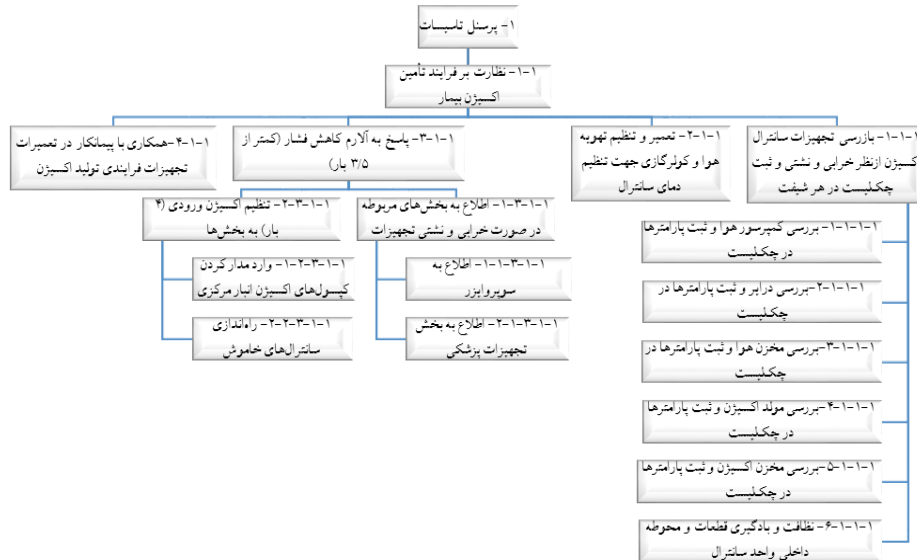 ۱- پرسنل تاسیسات
۱-۱- نظارت بر فرایند تأمین
اکسیژن بیمار
۱-۱-۱- بازرسی تجهیزات سانترال
اکسیژن ازنظر خرابی و نشتی و ثبت
چکلیست در هر شیفت
۱-۱-۲- تعمیر و تنظیم تهویه
هوا و کولرگازی جهت تنظیم
دمای سانترال
۱-۱-۳- پاسخ به آلارم کاهش فشار (کمتر از
۳/۵ بار)
۱-۱-۴-همکاری با پیمانکار در تعمیرات
تجهیزات فرایندی تولید اکسیژن
۱-۱-۱-۱- بررسی کمپرسور هوا و ثبت پارامترها
در چکلیست
۱-۱-۱-۲-بررسی درایر و ثبت پارامترها در
چکلیست
۱-۱-۱-۳-بررسی مخزن هوا و ثبت پارامترها در
چکلیست
۱-۱-۱-۴-بررسی مولد اکسیژن و ثبت پارامترها
در چکلیست
۱-۱-۱-۵-بررسی مخزن اکسیژن و ثبت پارامترها
در چکلیست
۱-۱-۱-۶- نظافت و بادگیری قطعات و محوطه
داخلی واحد سانترال
۱-۱-۳-۱- اطلاع به بخش‌های مربوطه
در صورت خرابی و نشتی تجهیزات
۱-۱-۳-۱-۱- اطلاع به
سوپروایزر
۱-۱-۳-۱-۲- اطلاع به بخش
تجهیزات پزشکی
۱-۱-۳-۲- تنظیم اکسیژن ورودی (۴
بار) به بخش‌ها
۱-۱-۳-۲-۱- وارد مدار کردن
کپسول‌های اکسیژن انبار مرکزی
۱-۱-۳-۲-۲- راه‌اندازی
سانترال‌های خاموش